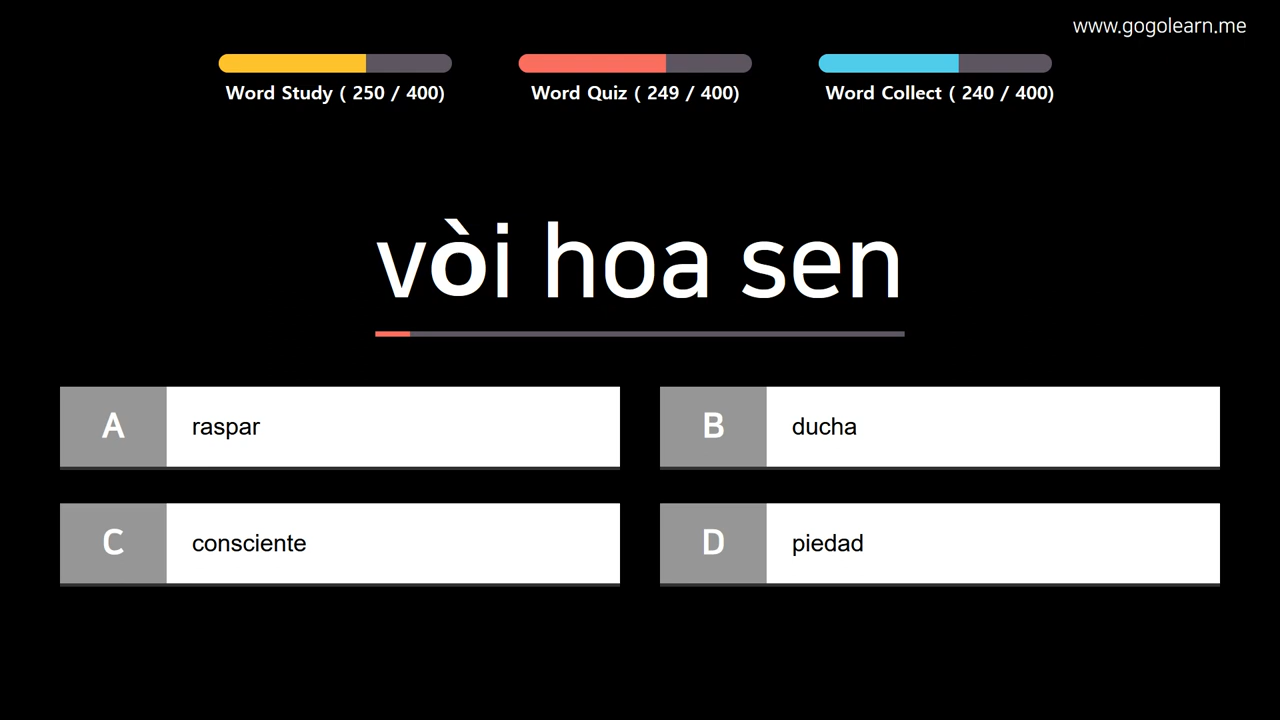 www.gogolearn.me
Word Study ( 250 / 400)
Word Quiz ( 249 / 400)
Word Collect ( 240 / 400)
vòi hoa sen
A raspar
B ducha
C consciente
D piedad